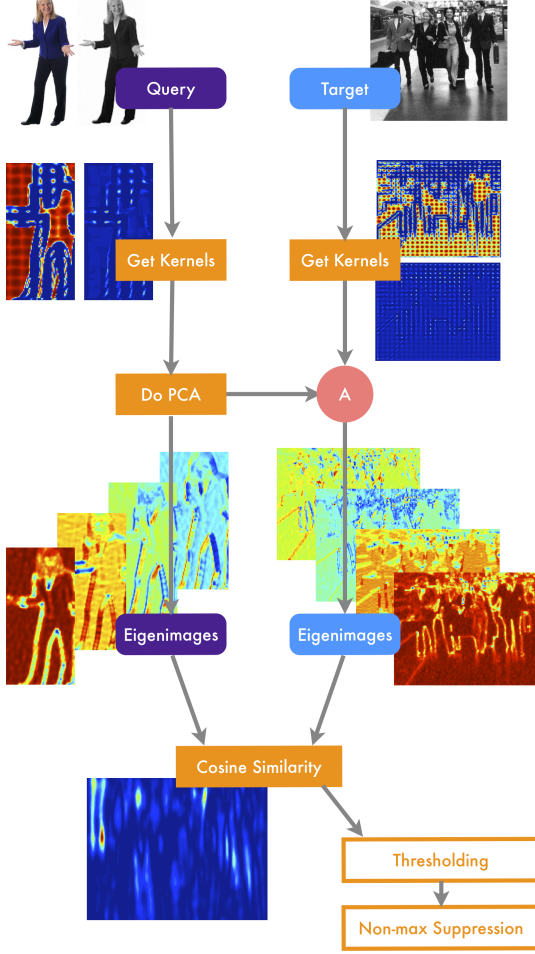 Query
Target
Get Kernels
Get Kernels
Do PCA
A
Eigenimages
Eigenimages
Cosine Similarity
Thresholding
Non-max Suppression